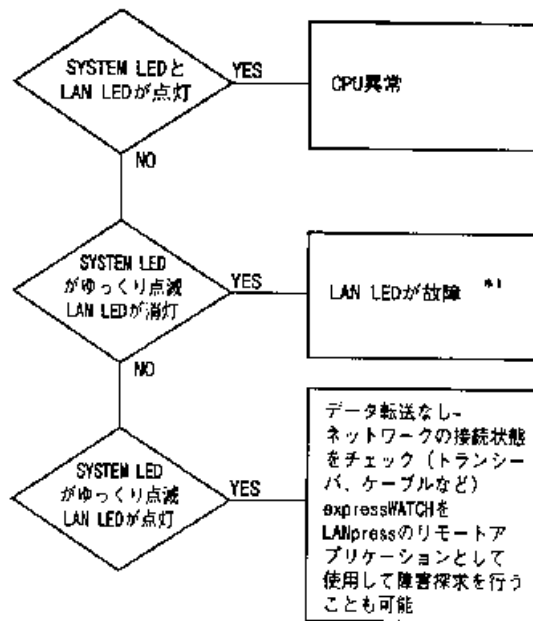 SYSTEM LEDと
LAN LEDが点灯
YES
CPU異常
NO
SYSTEM LED
がゆっくり点滅
LAN LEDが消灯
YES
LAN LEDが故障 *1
NO
SYSTEM LED
がゆっくり点滅
LAN LEDが点灯
YES
データ転送なし-
ネットワークの接続状態
をチェック（トランシー
バ、ケーブルなど）
expressWATCHを
LANpressのリモートア
プリケーションとして
使用して障害探求を行う
ことも可能